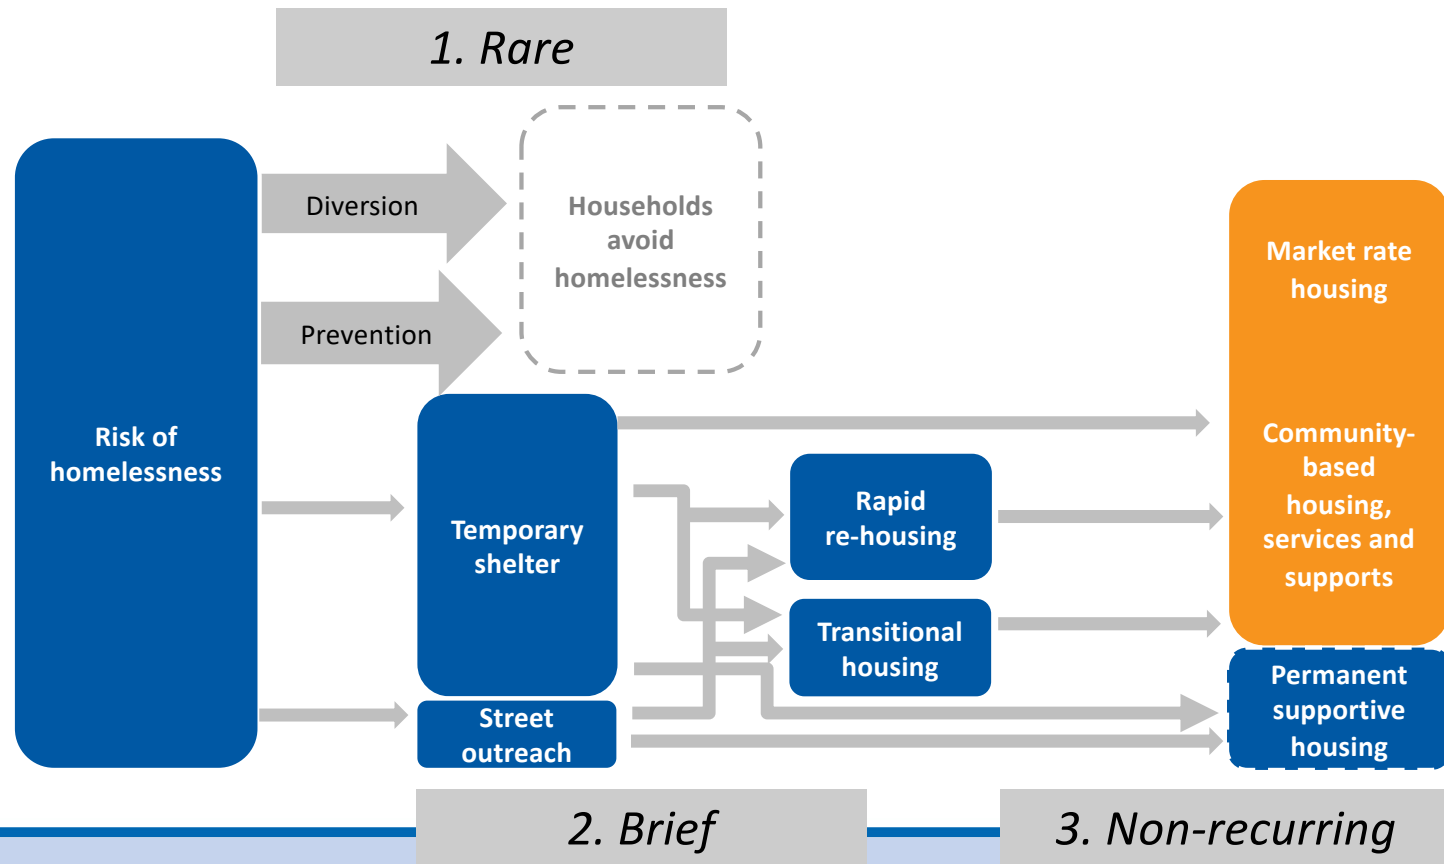 1. Rare
Diversion
Households
avoid
homelessness
Prevention
Risk of
homelessness
Temporary
shelter
Street
outreach
Rapid
re-housing
Transitional
housing
Market rate
housing
Community-
based
housing,
services and
supports
Permanent
supportive
housing
2. Brief
3. Non-recurring